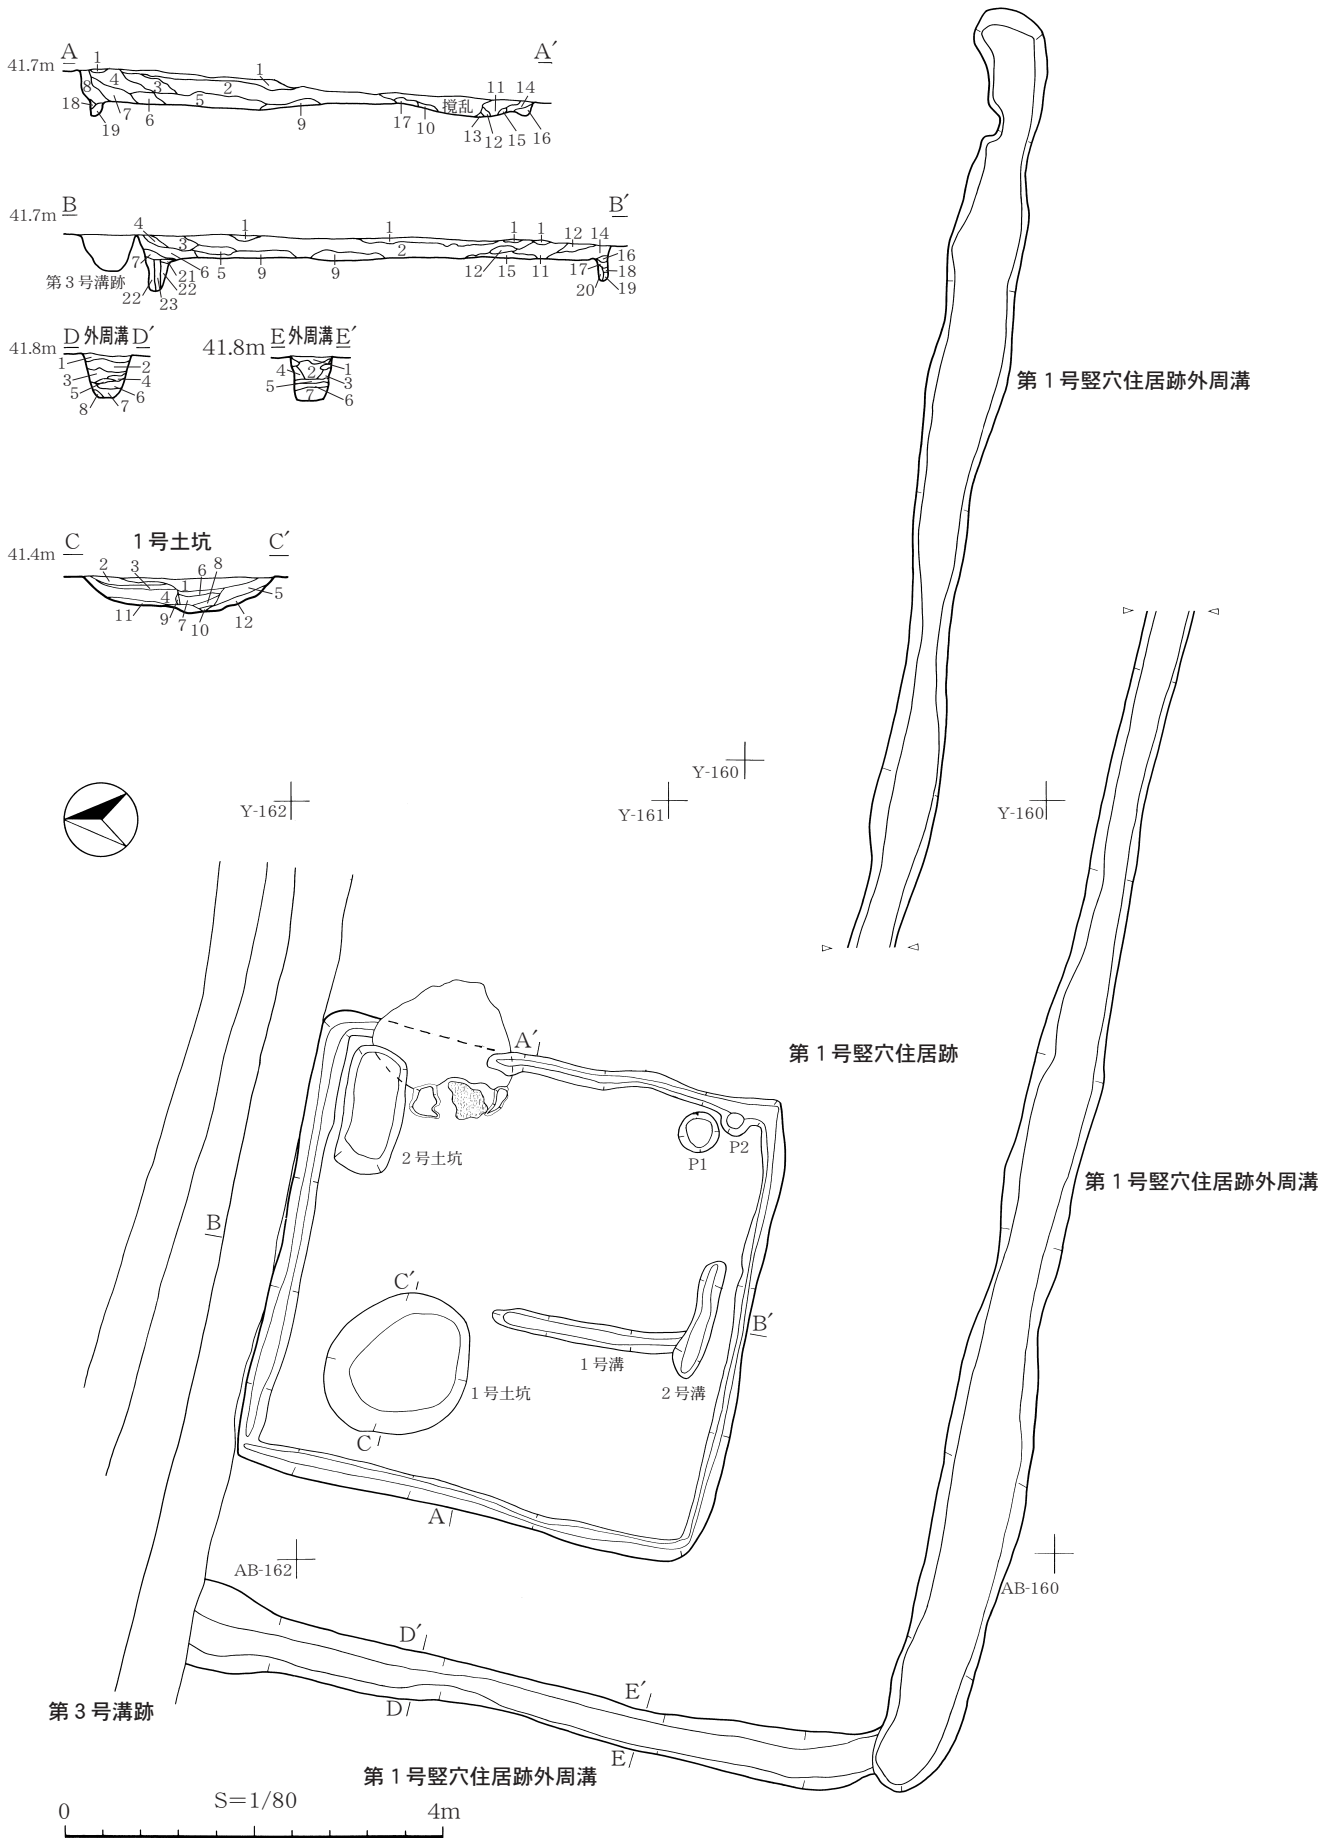 A A′
41.7m
1 1
8 4 3 2 11 14
18 7 6 5 9 17 10 撹乱
19 13 12 15 16
B B′
41.7m
4 1 1 1 1 12 14
3 2 16
7 6 5 9 9 12 15 11 17 18
21
第3号溝跡 22 20 19
22 23
D 外周溝 D′ E 外周溝 E′
41.8m 41.8m
1 2 4 2 1
3 4 5 3
5 6 7 6
8 7
C 1号土坑 C′
41.4m
2 3 6 8
1
4 5
11 9 7 10 12
第1号竪穴住居跡外周溝
Y-160
Y-162 Y-161 Y-160
A′
第1号竪穴住居跡
2号土坑 P1 P2
第1号竪穴住居跡外周溝
B
C′
B′
1号溝
1号土坑 2号溝
C
A
AB-162
AB-160
D′
E′
第3号溝跡 D
E
第1号竪穴住居跡外周溝
S=1/80
0 4m